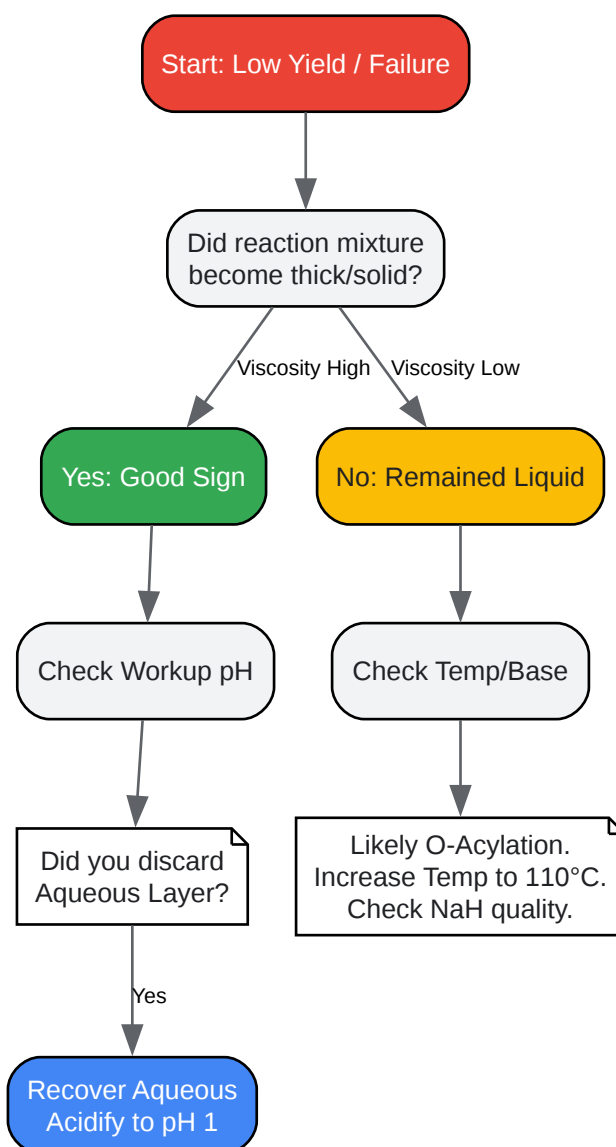 Start: Low Yield / Failure
Did reaction mixture
become thick/solid?
Viscosity High
Viscosity Low
Yes: Good Sign
No: Remained Liquid
Check Workup pH
Check Temp/Base
Did you discard
Aqueous Layer?
Likely O-Acylation.
Increase Temp to 110°C.
Check NaH quality.
Yes
Recover Aqueous
Acidify to pH 1